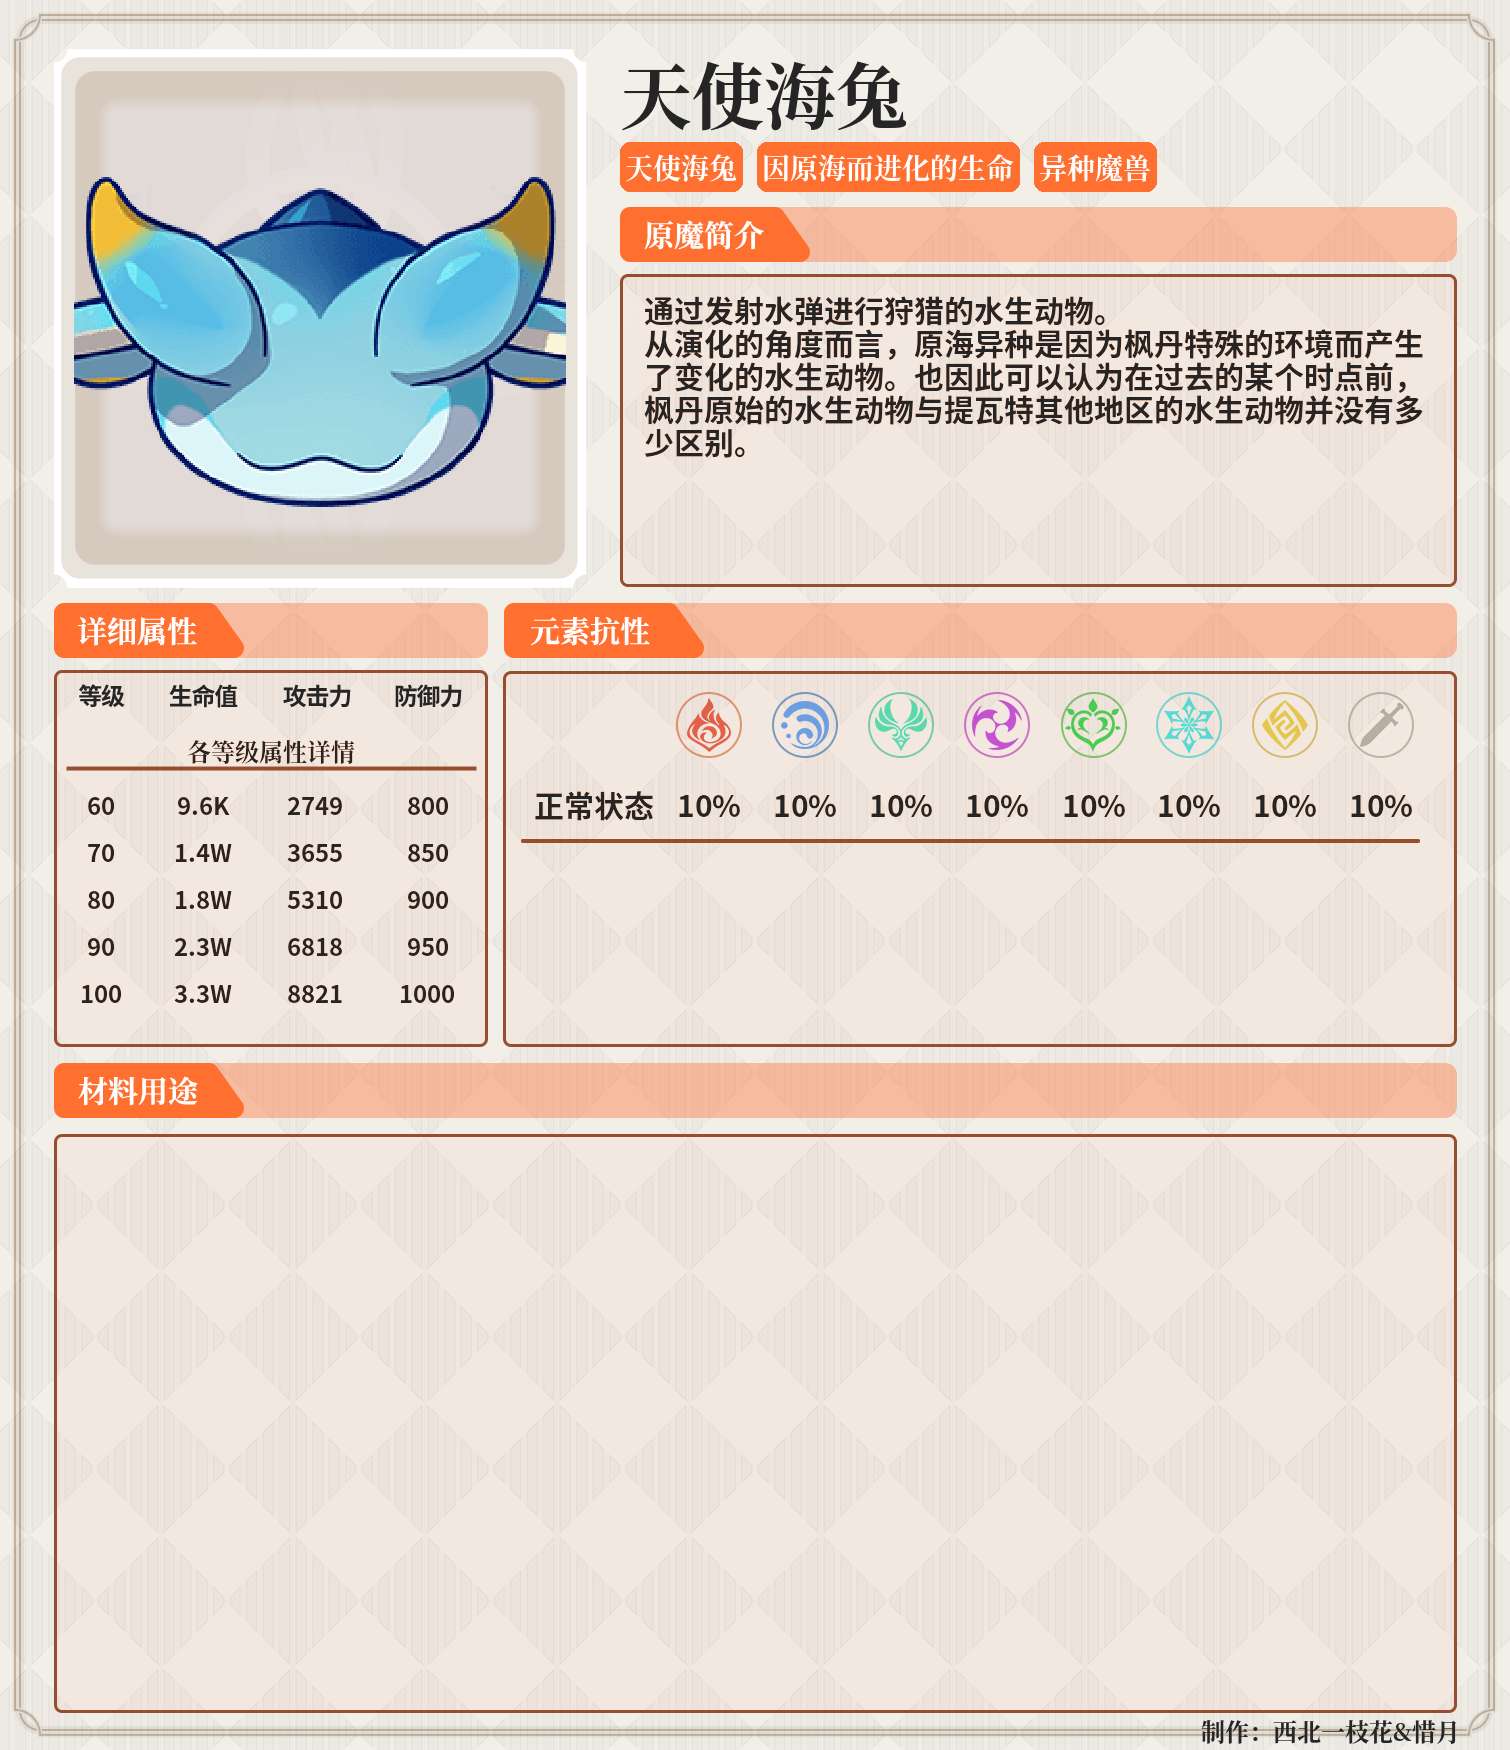 天使海兔
天使海兔 因原海而进化的生命 异种魔兽
原魔简介
通过发射水弹进行狩猎的水生动物。
从演化的角度而言，原海异种是因为枫丹特殊的环境而产生
了变化的水生动物。也因此可以认为在过去的某个时点前，
枫丹原始的水生动物与提瓦特其他地区的水生动物并没有多
少区别。
详细属性
等级 生命值 攻击力 防御力
各等级属性详情
60 9.6K 2749 800
70 1.4W 3655 850
80 1.8W 5310 900
90 2.3W 6818 950
100 3.3W 8821 1000
元素抗性
正常状态 10% 10% 10% 10% 10% 10% 10% 10%
材料用途
制作：西北一枝花&惜月